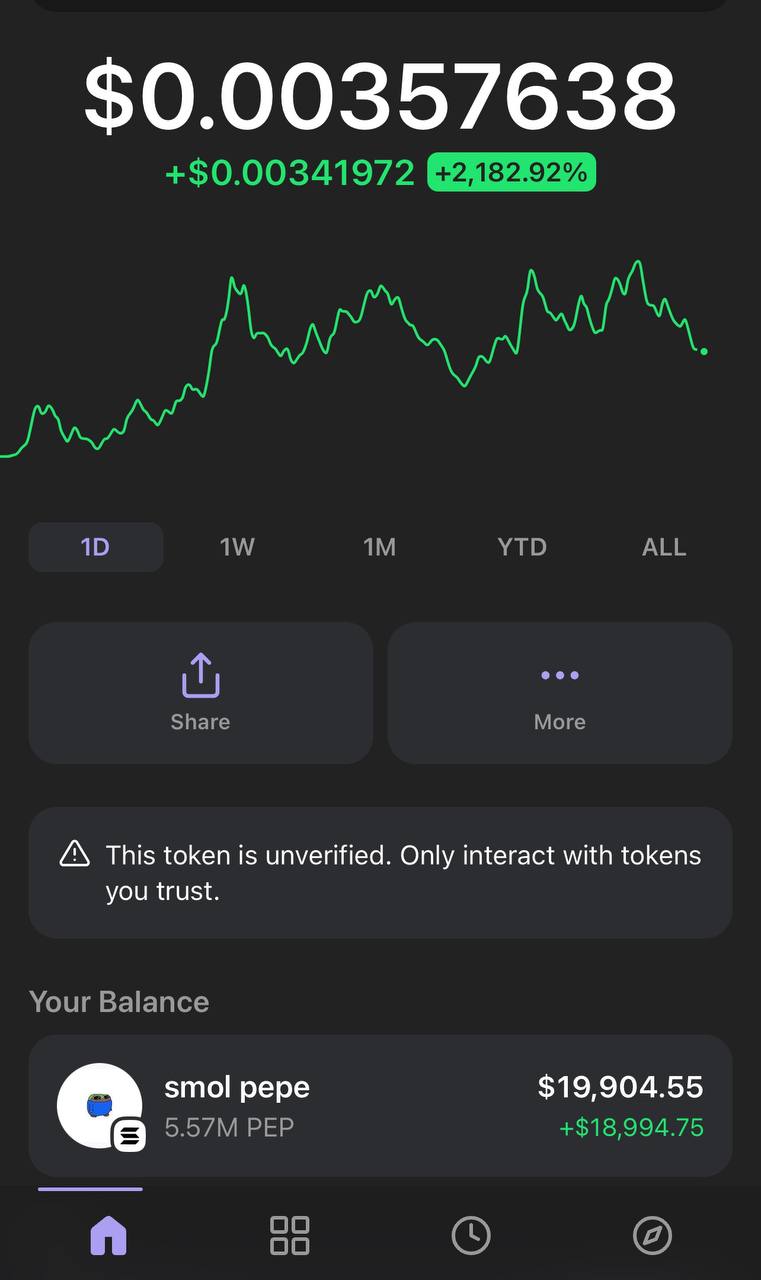 $0.00357638
+$0.00341972 +2,182.92%
1D 1W 1M YTD ALL
Share More
This token is unverified. Only interact with tokens
you trust.
Your Balance
smol pepe $19,904.55
5.57M PEP +$18,994.75